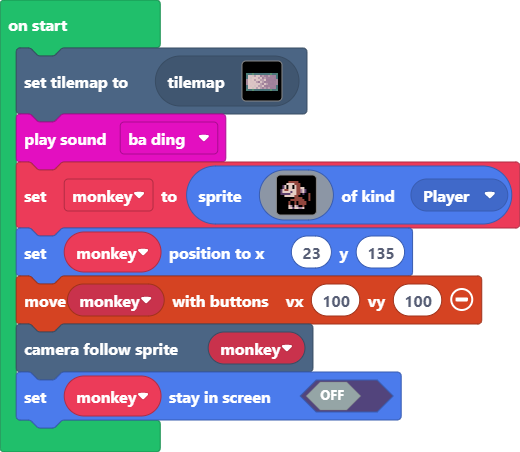 on start
set tilemap to tilemap
play sound ba ding
set monkey to sprite of kind Player
set monkey position to x 23 y 135
move monkey with buttons vx 100 vy 100
camera follow sprite monkey
set monkey stay in screen OFF